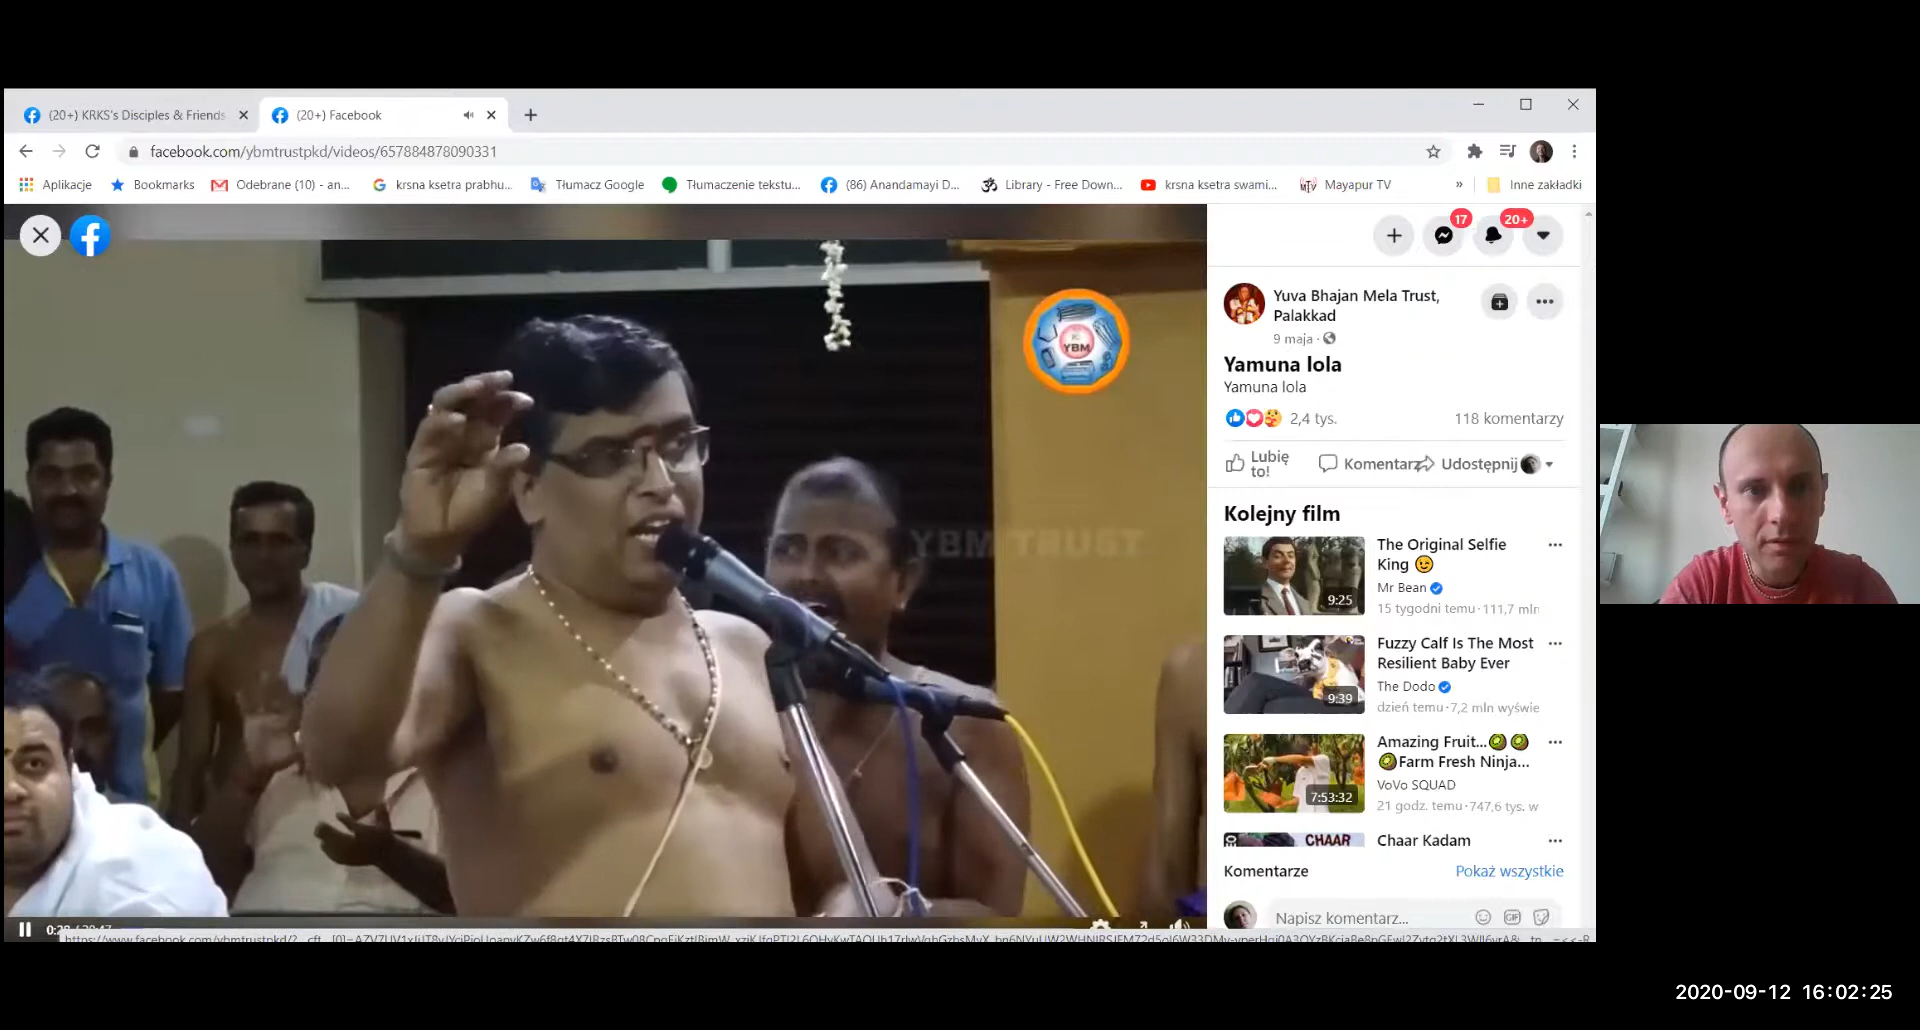 (20+) KRKS's Disciples & Friends
(20+) Facebook
facebook.com/ybmtrustpkd/videos/657884878090331
Aplikacje
Bookmarks
Odebrane (10) - an...
krsna ksetra prabhu...
Tłumacz Google
Tłumaczenie tekstu...
(86) Anandamayi D...
Library - Free Down...
krsna ksetra swami...
Mayapur TV
»
Inne zakładki
17
20+
Yuva Bhajan Mela Trust,
Palakkad
9 maja ·
Yamuna lola
Yamuna lola
2,4 tys.
118 komentarzy
Lubię
to!
Komentarz
Udostępnij
Kolejny film
The Original Selfie
King 😉
Mr Bean
15 tygodni temu · 111,7 mln
9:25
Fuzzy Calf Is The Most
Resilient Baby Ever
The Dodo
dzień temu · 7,2 mln wyświe
9:39
Amazing Fruit...🥝🥝
🥝Farm Fresh Ninja...
VoVo SQUAD
21 godz. temu · 747,6 tys. w
7:53:32
CHAAR
Chaar Kadam
Komentarze
Pokaż wszystkie
Napisz komentarz...
GIF
YBM
YBM TRUST
2020-09-12 16:02:25